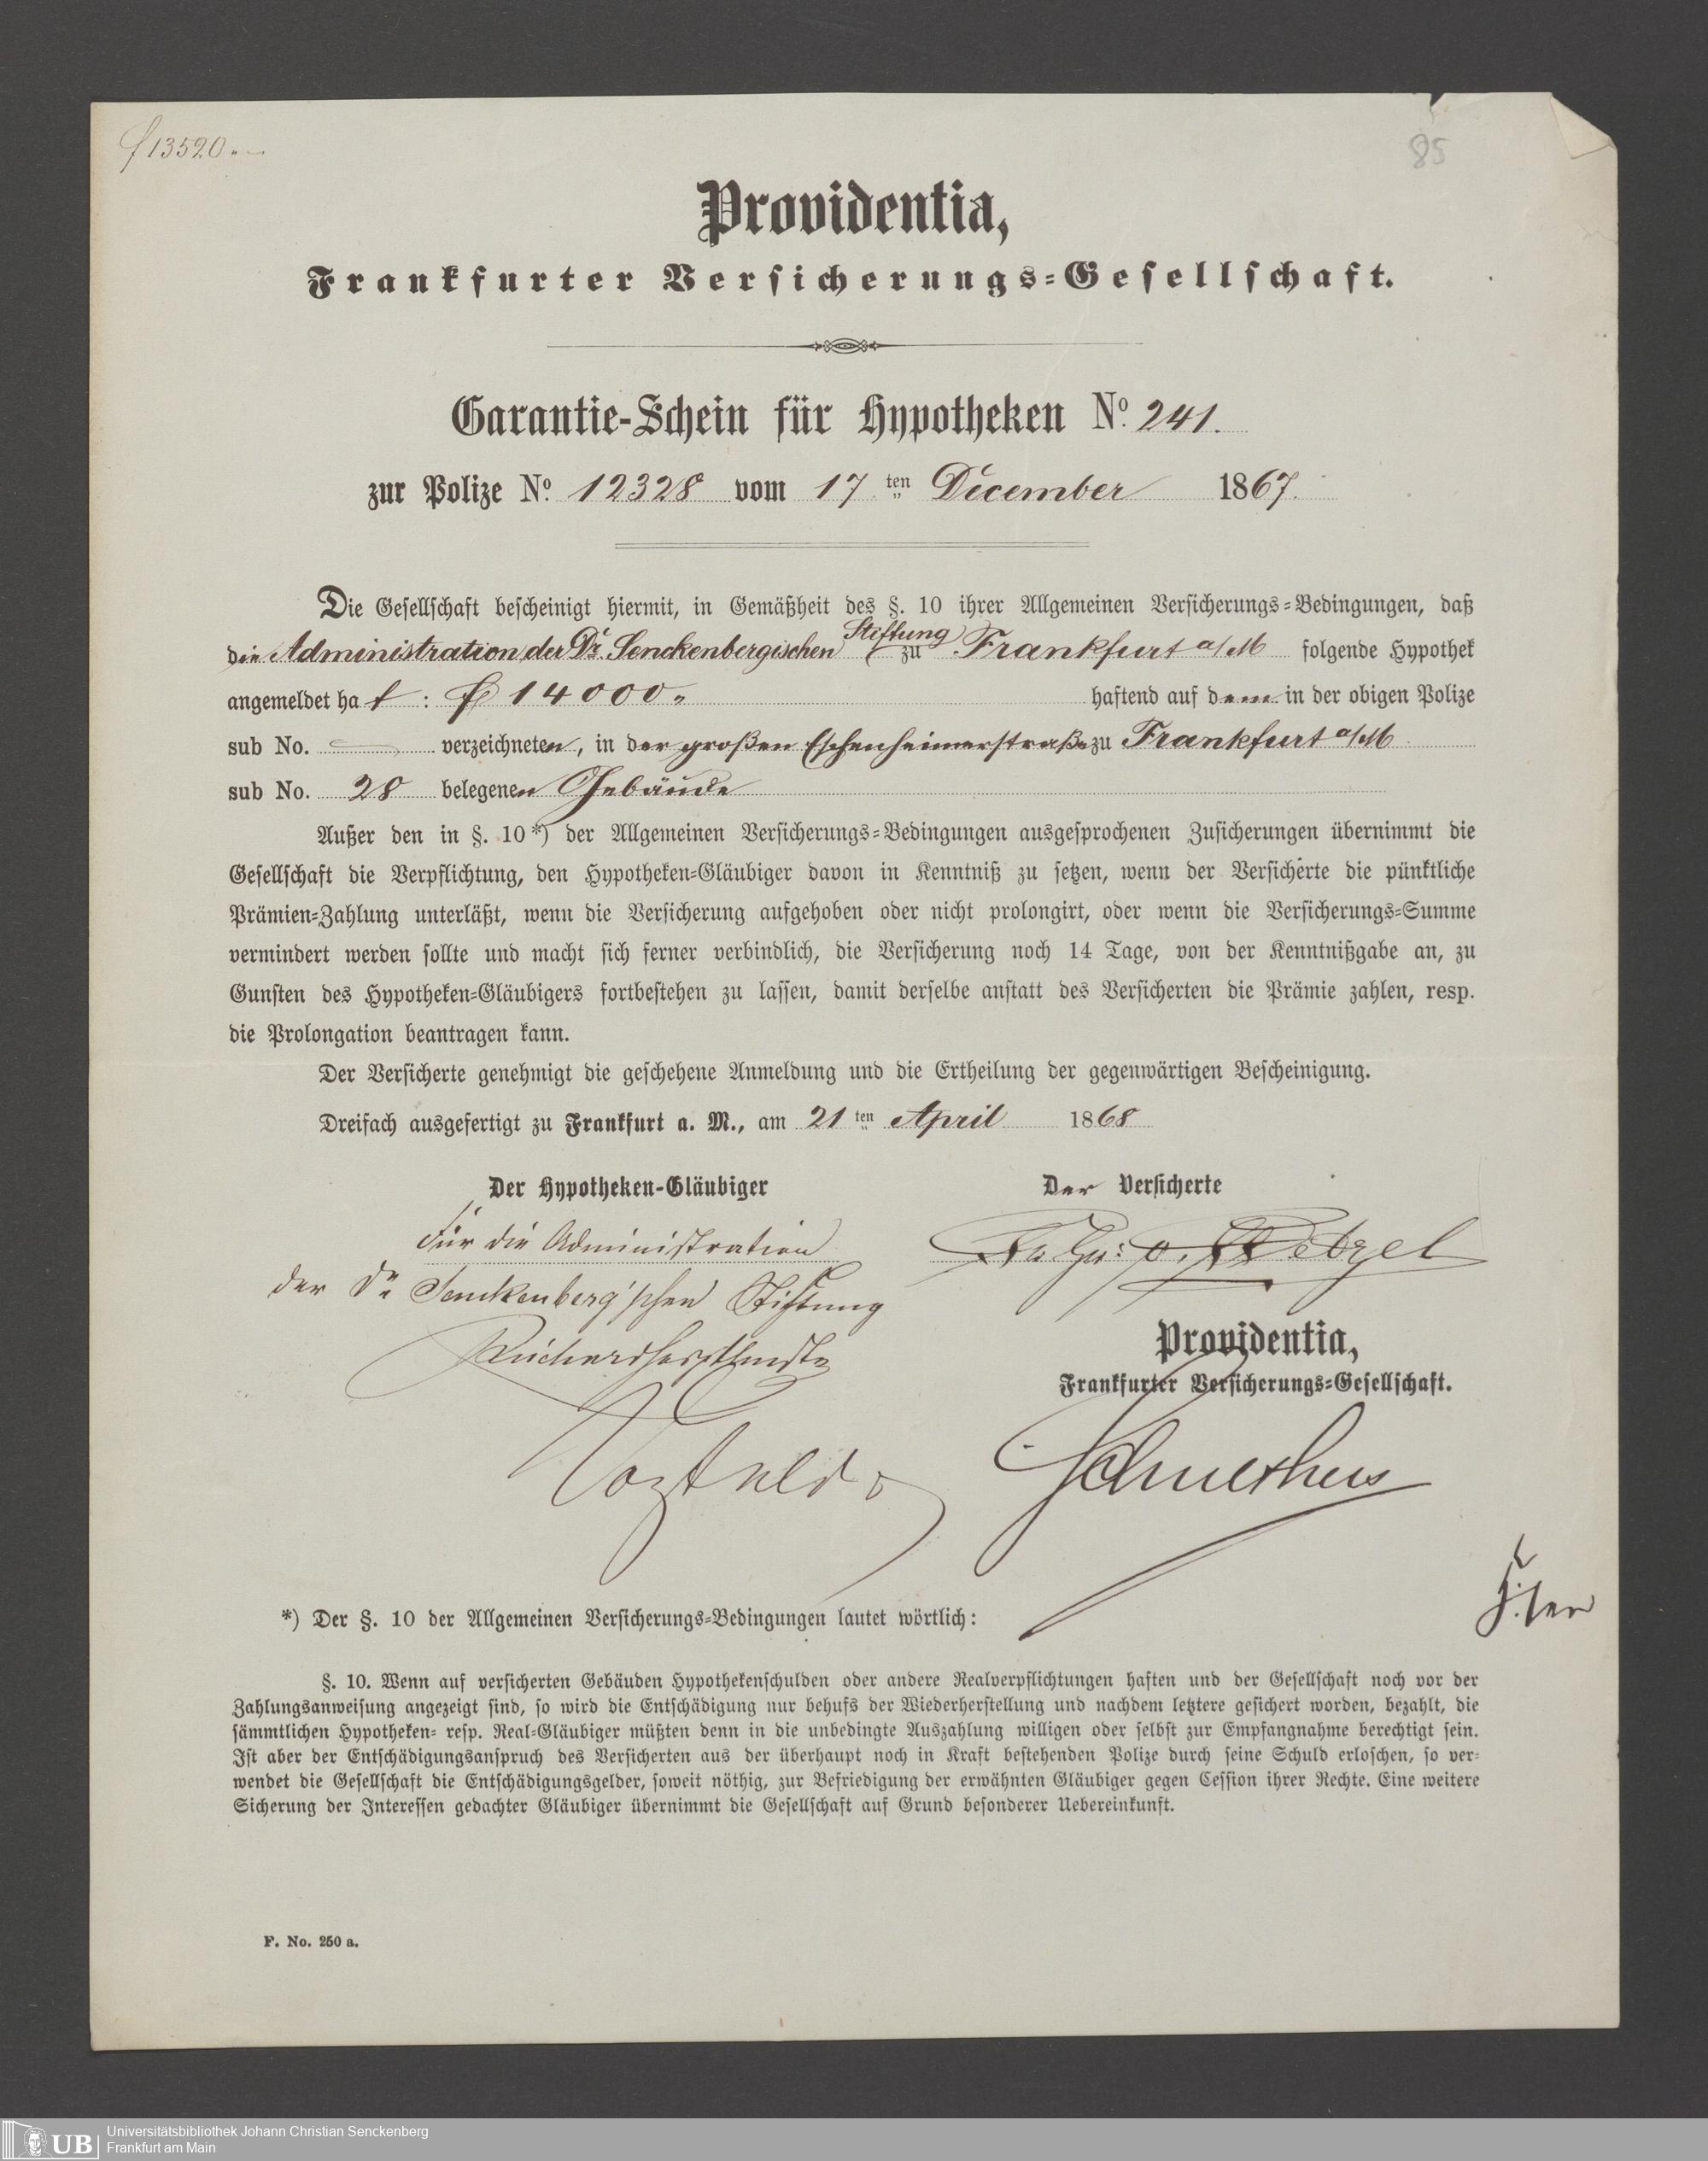 f 13520.-
85
Providentia,
Frankfurter Versicherungs-Gesellschaft.
Garantie-Schein für Hypotheken No. 241.
zur Polize No. 12328 vom 17 ten December 1867.
Die Gesellschaft bescheinigt hiermit, in Gemäßheit des §. 10 ihrer Allgemeinen Versicherungs-Bedingungen, daß
die Administration der Dr. Senckenbergischen Stiftung zu Frankfurt a/M folgende Hypothek
angemeldet hat : f 14000„ haftend auf dem in der obigen Polize
sub No. — verzeichneten, in der großen Eschenheimerstraße zu Frankfurt a/M
sub No. 28 belegenen Gebäude
Außer den in §. 10 *) der Allgemeinen Versicherungs-Bedingungen ausgesprochenen Zusicherungen übernimmt die
Gesellschaft die Verpflichtung, den Hypotheken-Gläubiger davon in Kenntniß zu setzen, wenn der Versicherte die pünktliche
Prämien-Zahlung unterläßt, wenn die Versicherung aufgehoben oder nicht prolongirt, oder wenn die Versicherungs-Summe
vermindert werden sollte und macht sich ferner verbindlich, die Versicherung noch 14 Tage, von der Kenntnißgabe an, zu
Gunsten des Hypotheken-Gläubigers fortbestehen zu lassen, damit derselbe anstatt des Versicherten die Prämie zahlen, resp.
die Prolongation beantragen kann.
Der Versicherte genehmigt die geschehene Anmeldung und die Ertheilung der gegenwärtigen Bescheinigung.
Dreifach ausgefertigt zu Frankfurt a. M., am 21 ten April 1868
Der Hypotheken-Gläubiger
Der Versicherte
Für die Administration
der Dr Senckenberg'schen Stiftung
Providentia,
Frankfurter Versicherungs-Gesellschaft.
*) Der §. 10 der Allgemeinen Versicherungs-Bedingungen lautet wörtlich:
§. 10. Wenn auf versicherten Gebäuden Hypothekenschulden oder andere Realverpflichtungen haften und der Gesellschaft noch vor der
Zahlungsanweisung angezeigt sind, so wird die Entschädigung nur behufs der Wiederherstellung und nachdem letztere gesichert worden, bezahlt, die
sämmtlichen Hypotheken- resp. Real-Gläubiger müßten denn in die unbedingte Auszahlung willigen oder selbst zur Empfangnahme berechtigt sein.
Ist aber der Entschädigungsanspruch des Versicherten aus der überhaupt noch in Kraft bestehenden Polize durch seine Schuld erloschen, so ver-
wendet die Gesellschaft die Entschädigungsgelder, soweit nöthig, zur Befriedigung der erwähnten Gläubiger gegen Cession ihrer Rechte. Eine weitere
Sicherung der Interessen gedachter Gläubiger übernimmt die Gesellschaft auf Grund besonderer Uebereinkunft.
F. No. 250 a.
UB
Universitätsbibliothek Johann Christian Senckenberg
Frankfurt am Main